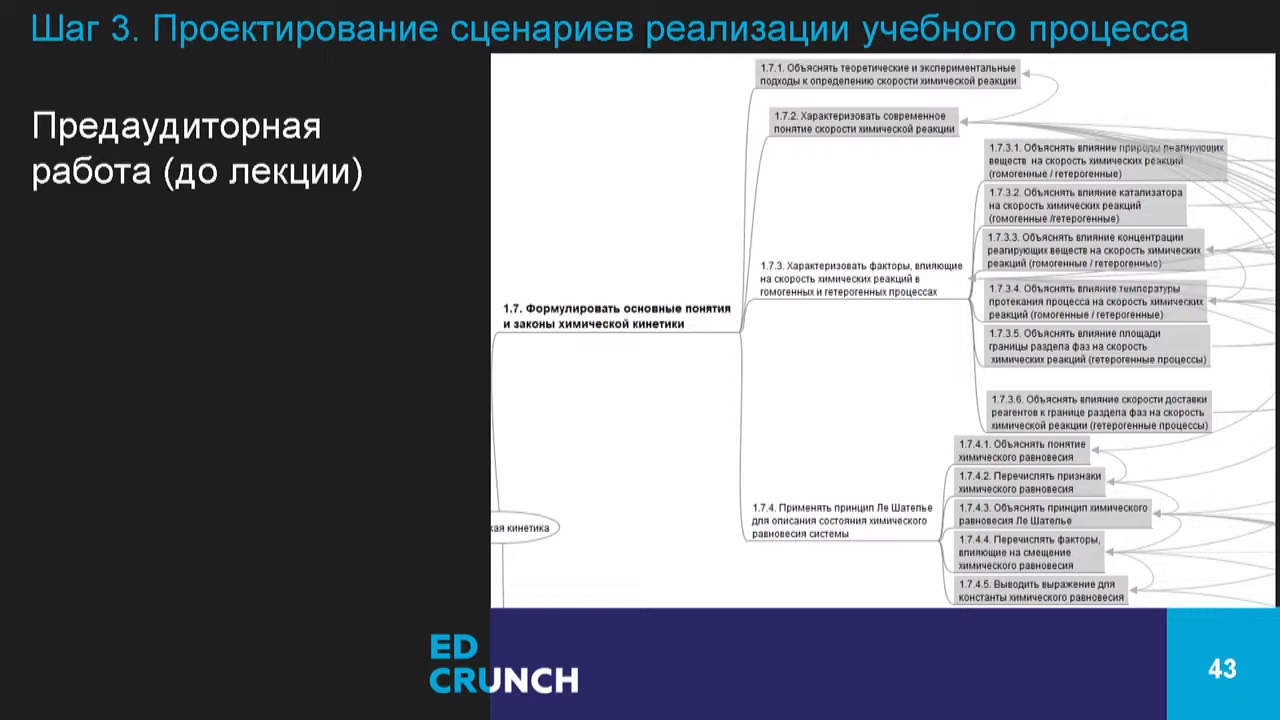 Шаг 3. Проектирование сценариев реализации учебного процесса
Предаудиторная
работа (до лекции)
1.7.1. Объяснять теоретические и экспериментальные
подходы к определению скорости химической реакции
1.7.2. Характеризовать современное
понятие скорости химической реакции
1.7.3.1. Объяснять влияние природы реагирующих
веществ на скорость химических реакций
(гомогенные / гетерогенные)
1.7.3.2. Объяснять влияние катализатора
на скорость химических реакций
(гомогенные /гетерогенные)
1.7.3.3. Объяснять влияние концентрации
реагирующих веществ на скорость химических
реакций (гомогенные / гетерогенные)
1.7.3. Характеризовать факторы, влияющие
на скорость химических реакций в
гомогенных и гетерогенных процессах
1.7.3.4. Объяснять влияние температуры
протекания процесса на скорость химических
реакций (гомогенные / гетерогенные)
1.7. Формулировать основные понятия
и законы химической кинетики
1.7.3.5. Объяснять влияние площади
границы раздела фаз на скорость
химических реакций (гетерогенные процессы)
1.7.3.6. Объяснять влияние скорости доставки
реагентов к границе раздела фаз на скорость
химической реакции (гетерогенные процессы)
1.7.4.1. Объяснять понятие
химического равновесия
1.7.4.2. Перечислять признаки
химического равновесия
1.7.4. Применять принцип Ле Шателье
для описания состояния химического
равновесия системы
1.7.4.3. Объяснять принцип химического
равновесия Ле Шателье
кая кинетика
1.7.4.4. Перечислять факторы,
влияющие на смещение
химического равновесия
1.7.4.5. Выводить выражение для
константы химического равновесия
ED
CRUNCH
43